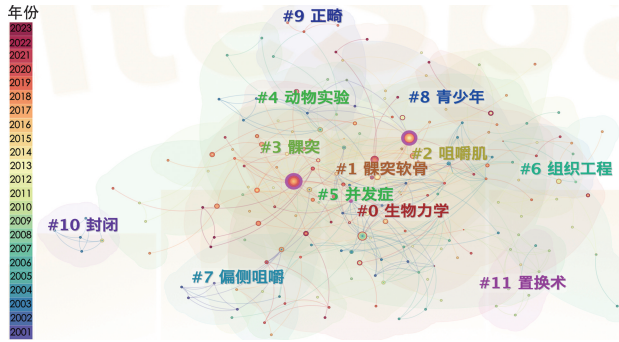 年份
2023
2022
2021
2020
2019
2018
2017
2016
2015
2014
2013
2012
2011
2010
2009
2008
2007
2006
2005
2004
2003
2002
2001
#9 正畸
#4 动物实验
#8 青少年
#3 髁突
#2 咀嚼肌
#1 髁突软骨
#6 组织工程
#5 并发症
#0 生物力学
#10 封闭
#7 偏侧咀嚼
#11 置换术